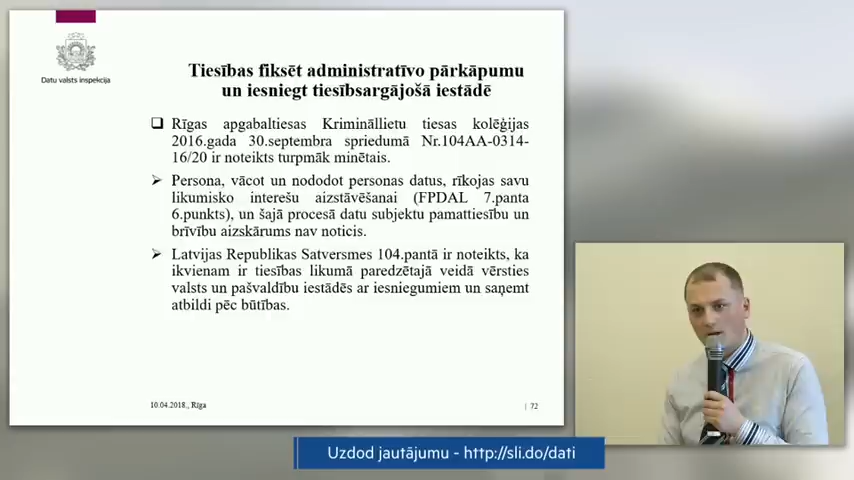 Datu valsts inspekcija
Tiesības fiksēt administratīvo pārkāpumu
un iesniegt tiesībsargājošā iestādē
Rīgas apgabaltiesas Krimināllietu tiesas kolēģijas
2016.gada 30.septembra spriedumā Nr.104AA-0314-
16/20 ir noteikts turpmāk minētais.
Persona, vācot un nododot personas datus, rīkojas savu
likumisko interešu aizstāvēšanai (FPDAL 7.panta
6.punkts), un šajā procesā datu subjektu pamattiesību un
brīvību aizskārums nav noticis.
Latvijas Republikas Satversmes 104.pantā ir noteikts, ka
ikvienam ir tiesības likumā paredzētajā veidā vērsties
valsts un pašvaldību iestādēs ar iesniegumiem un saņemt
atbildi pēc būtības.
10.04.2018., Rīga
| 72
Uzdod jautājumu - http://sli.do/dati